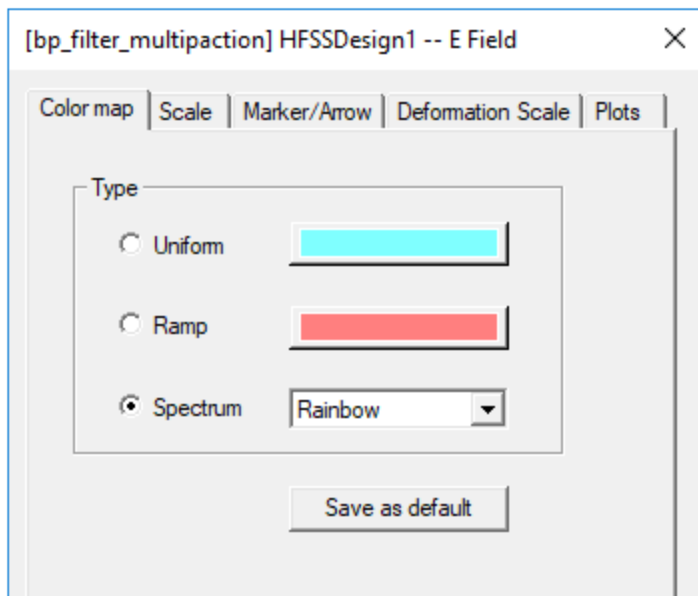 [bp_filter_multipaction] HFSSDesign1 -- E Field
Color map Scale Marker/Arrow Deformation Scale Plots
Type
Uniform
Ramp
Spectrum Rainbow
Save as default